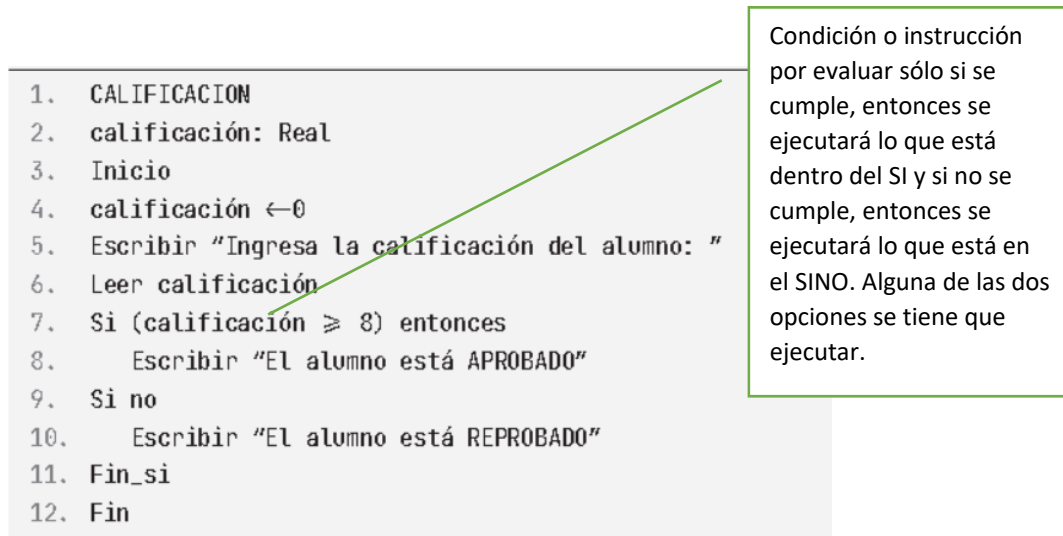 1. CALIFICACION
2. calificación: Real
3. Inicio
4. calificación ←0
5. Escribir “Ingresa la calificación del alumno: ”
6. Leer calificación
7. Si (calificación ⩾ 8) entonces
8. Escribir “El alumno está APROBADO”
9. Si no
10. Escribir “El alumno está REPROBADO”
11. Fin_si
12. Fin
Condición o instrucción
por evaluar sólo si se
cumple, entonces se
ejecutará lo que está
dentro del SI y si no se
cumple, entonces se
ejecutará lo que está en
el SINO. Alguna de las dos
opciones se tiene que
ejecutar.